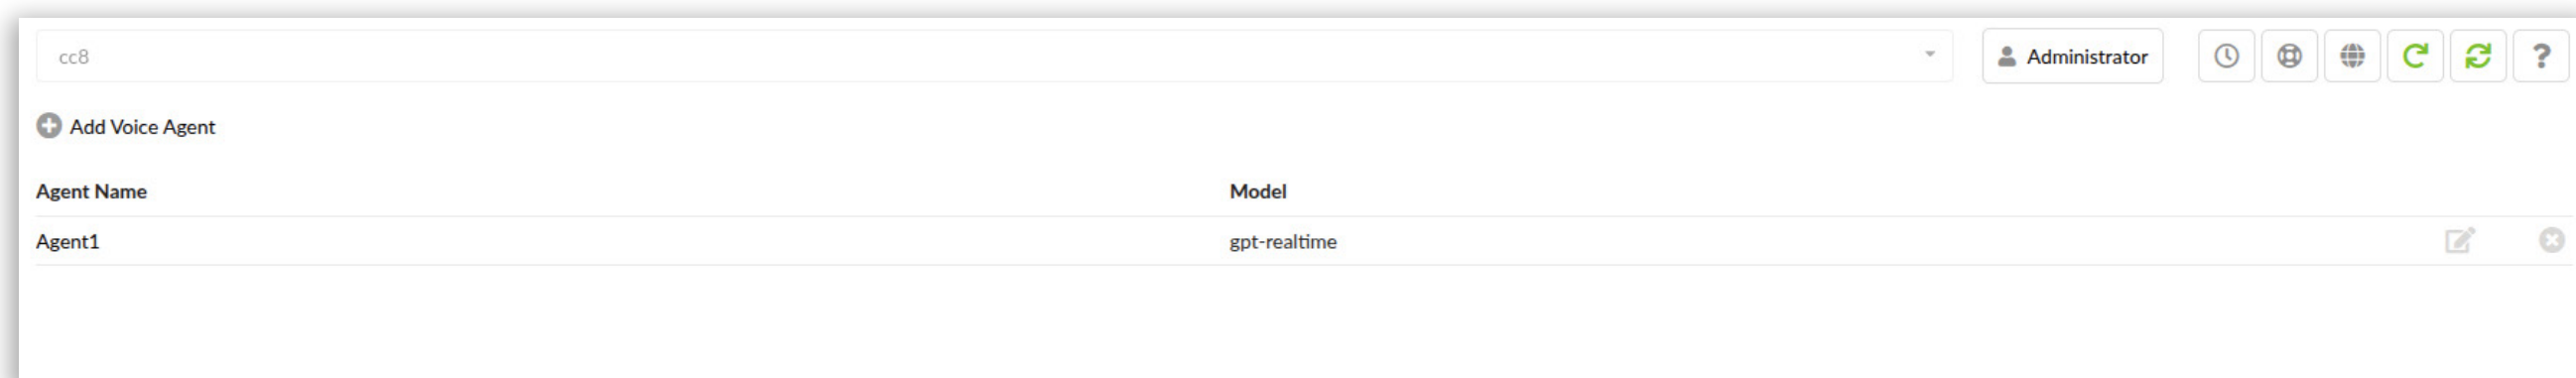 cc8
Administrator
?
Add Voice Agent
Agent Name Model
Agent1 gpt-realtime